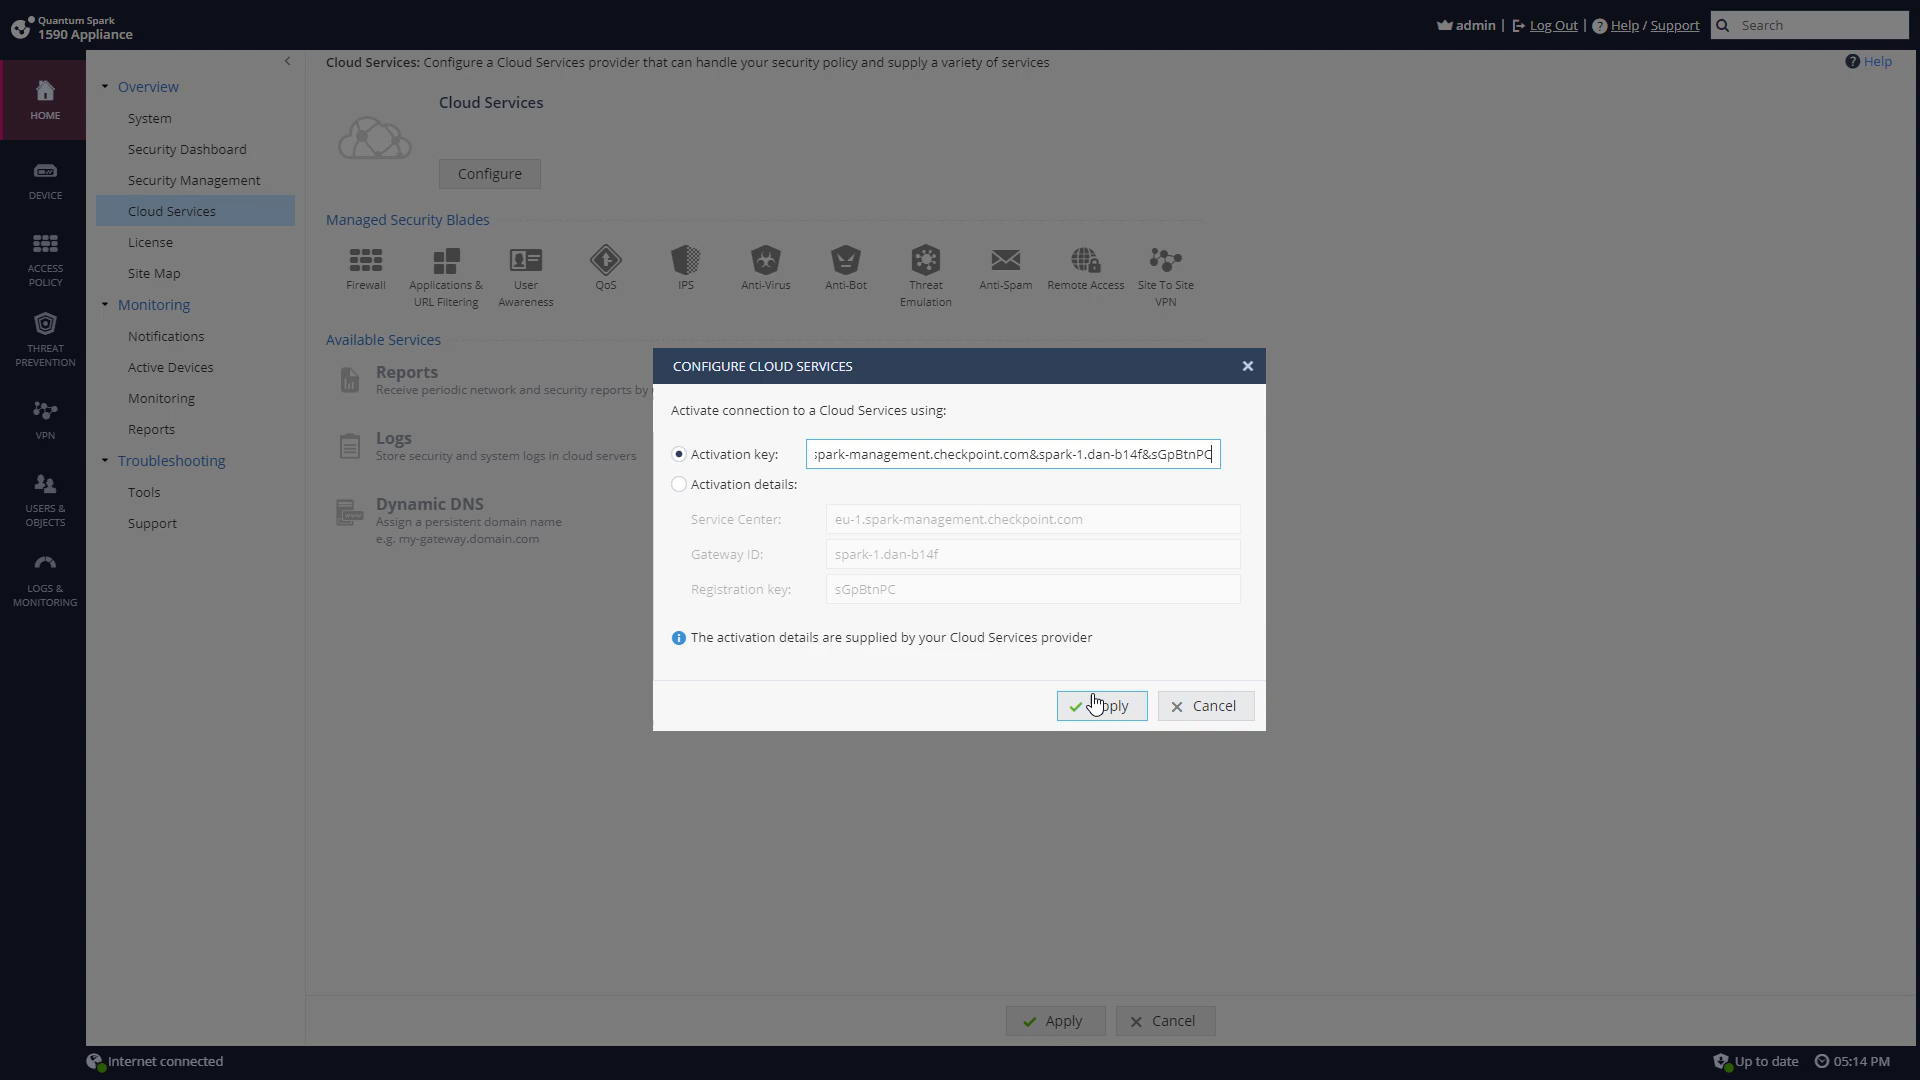 Quantum Spark
1590 Appliance
admin | Log Out | Help / Support
Search
HOME
DEVICE
ACCESS
POLICY
THREAT
PREVENTION
VPN
USERS &
OBJECTS
LOGS &
MONITORING
Overview
System
Security Dashboard
Security Management
Cloud Services
License
Site Map
Monitoring
Notifications
Active Devices
Monitoring
Reports
Troubleshooting
Tools
Support
Cloud Services: Configure a Cloud Services provider that can handle your security policy and supply a variety of services
Help
Cloud Services
Configure
Managed Security Blades
Firewall
Applications &
URL Filtering
User
Awareness
QoS
IPS
Anti-Virus
Anti-Bot
Threat
Emulation
Anti-Spam
Remote Access
Site To Site
VPN
Available Services
Reports
Receive periodic network and security reports by
Logs
Store security and system logs in cloud servers
Dynamic DNS
Assign a persistent domain name
e.g. my-gateway.domain.com
CONFIGURE CLOUD SERVICES
Activate connection to a Cloud Services using:
Activation key: spark-management.checkpoint.com&spark-1.dan-b14f&sGpBtnPC
Activation details:
Service Center: eu-1.spark-management.checkpoint.com
Gateway ID: spark-1.dan-b14f
Registration key: sGpBtnPC
The activation details are supplied by your Cloud Services provider
Apply
Cancel
Apply
Cancel
Internet connected
Up to date
05:14 PM